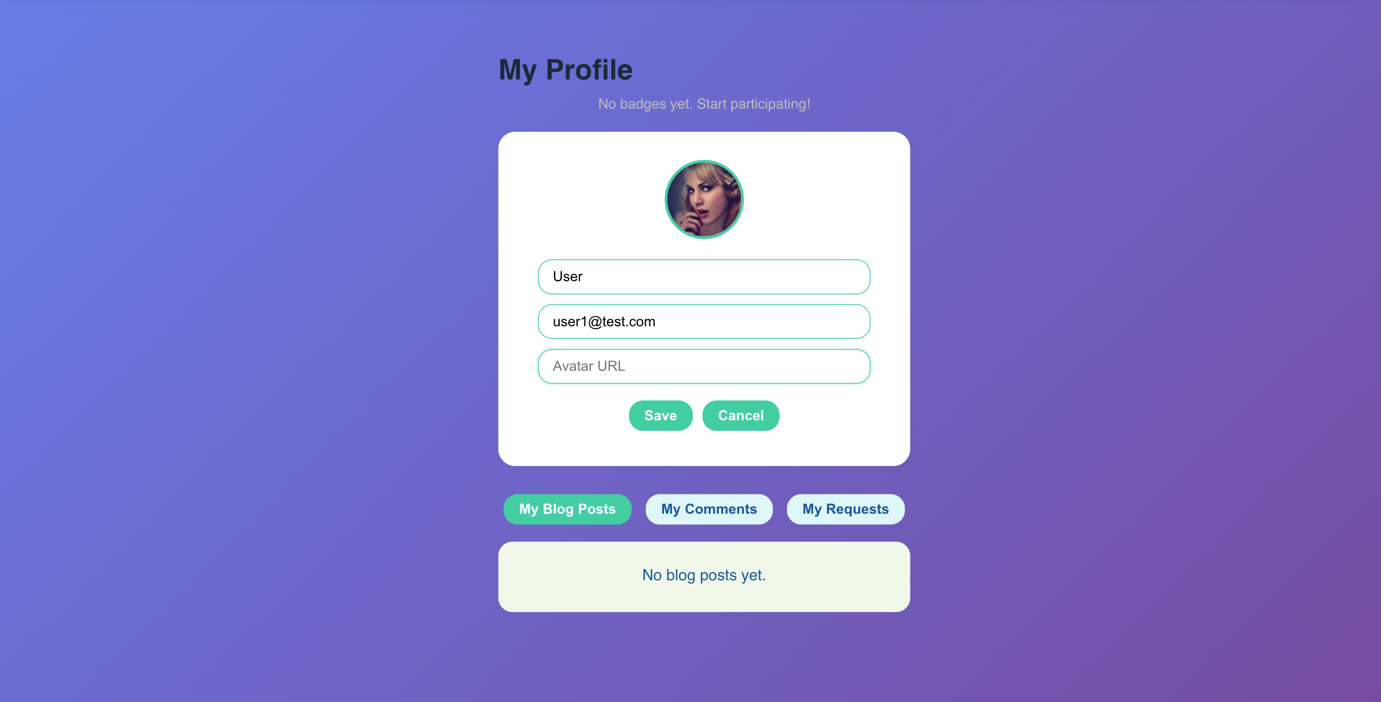 My Profile
No badges yet. Start participating!
User
user1@test.com
Avatar URL
Save Cancel
My Blog Posts My Comments My Requests
No blog posts yet.